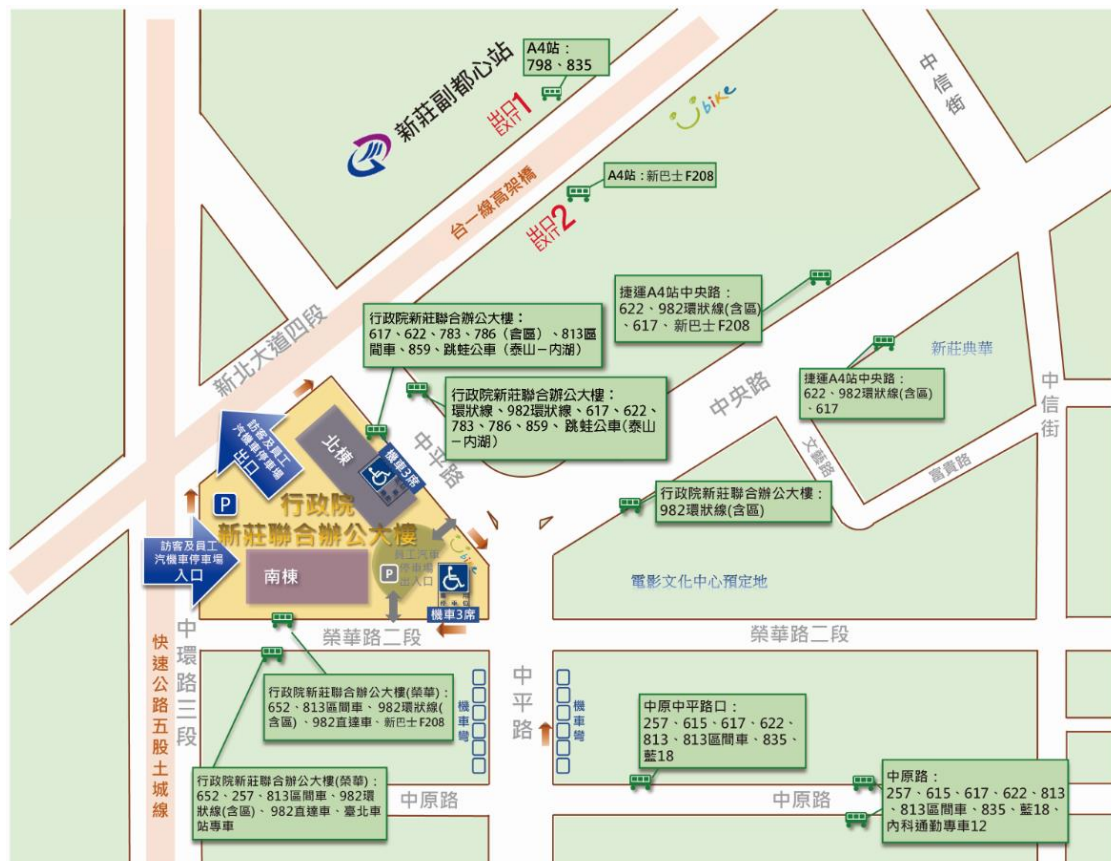 A4站：
798、835
新莊副都心站
出口1
EXIT
Ubike
中信街
台一線高架橋
A4站：新巴士F208
出口2
EXIT
捷運A4站中央路：
622、982環狀線(含區)
、617、新巴士F208
行政院新莊聯合辦公大樓：
617、622、783、786（含區）、813區
間車、859、跳蛙公車（泰山－內湖）
新北大道四段
新莊典華
捷運A4站中央路：
622、982環狀線(含區)
、617
行政院新莊聯合辦公大樓：
環狀線、982環狀線、617、622、
783、786、859、跳蛙公車(泰山
－內湖)
中央路
中信街
中平路
文藝路
富貴路
訪客及員工
汽機車停車場
出口
北棟
機車3席
P
行政院
新莊聯合辦公大樓
行政院新莊聯合辦公大樓：
982環狀線(含區)
訪客及員工
汽機車停車場
入口
員工汽車
停車場
出入口
P
Ubike
南棟
機車3席
電影文化中心預定地
榮華路二段
榮華路二段
中環路三段
快速公路五股土城線
行政院新莊聯合辦公大樓(榮華)：
652、813區間車、982環狀線
(含區)、982直達車、新巴士F208
機車彎
中平路
機車彎
中原中平路口：
257、615、617、622、
813、813區間車、835、
藍18
行政院新莊聯合辦公大樓(榮華)：
652、257、813區間車、982環
狀線(含區)、982直達車、臺北車
站專車
中原路
中原路
中原路：
257、615、617、622、813
、813區間車、835、藍18、
內科通勤專車12